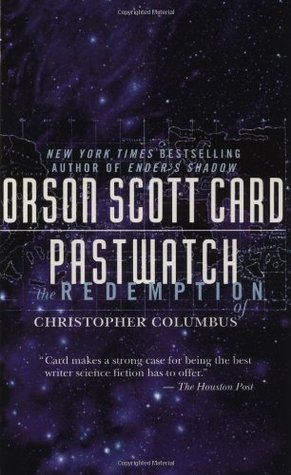 NEW YORK TIMES BESTSELLING
AUTHOR OF ENDER'S SHADOW
ORSON SCOTT CARD
PASTWATCH
the REDEMPTION
of
CHRISTOPHER COLUMBUS
"Card makes a strong case for being the best
writer science fiction has to offer."
— The Houston Post